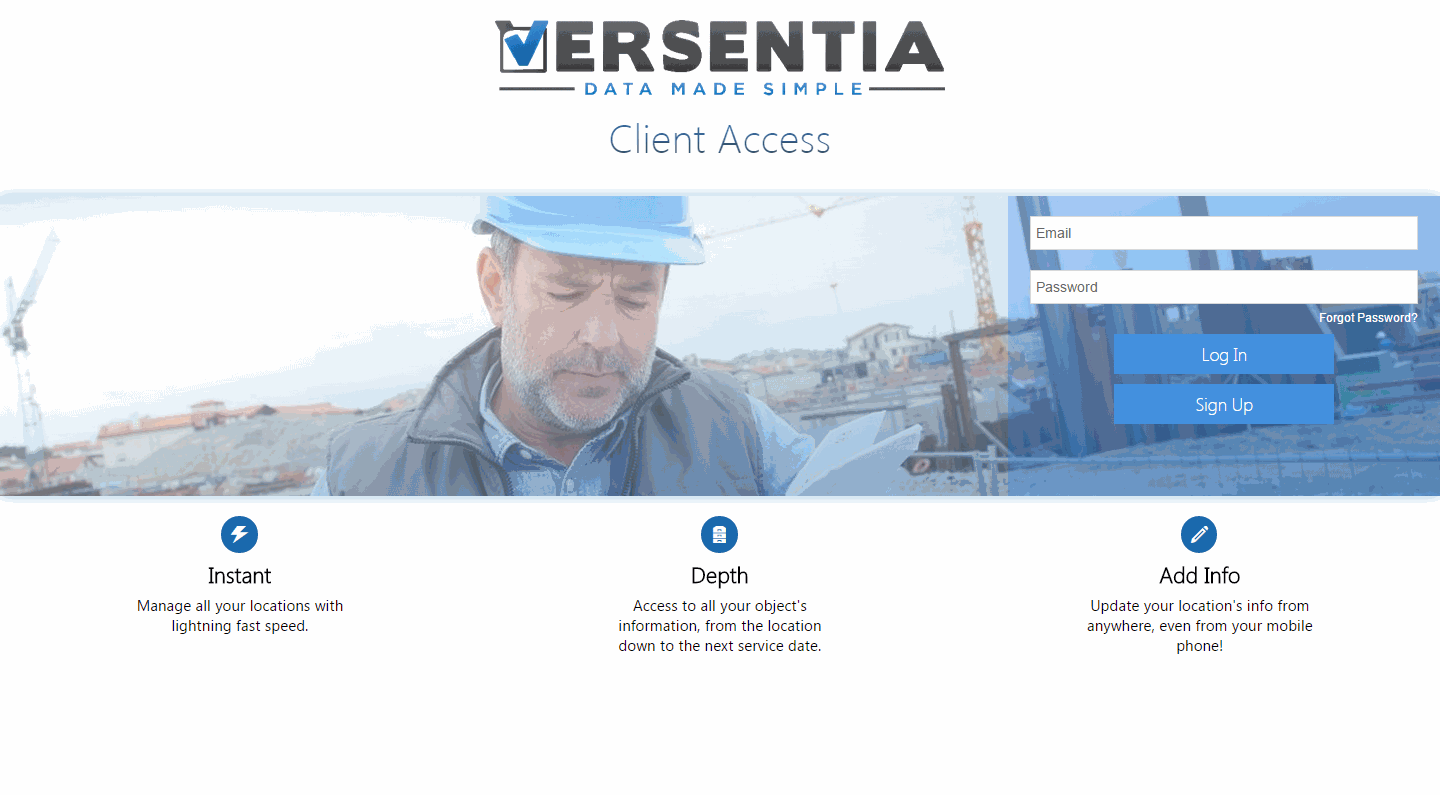 VERSENTIA
DATA MADE SIMPLE
Client Access
Email
Password
Forgot Password?
Log In
Sign Up
Instant
Manage all your locations with
lightning fast speed.
Depth
Access to all your object's
information, from the location
down to the next service date.
Add Info
Update your location's info from
anywhere, even from your mobile
phone!